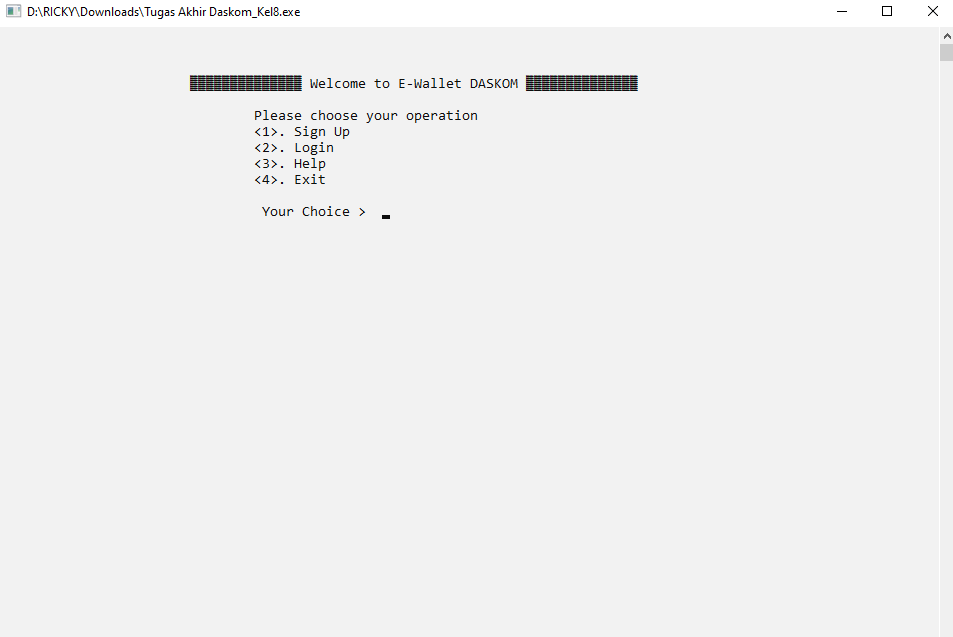 D:\RICKY\Downloads\Tugas Akhir Daskom_Kel8.exe
Welcome to E-Wallet DASKOM
Please choose your operation
<1>. Sign Up
<2>. Login
<3>. Help
<4>. Exit
Your Choice >